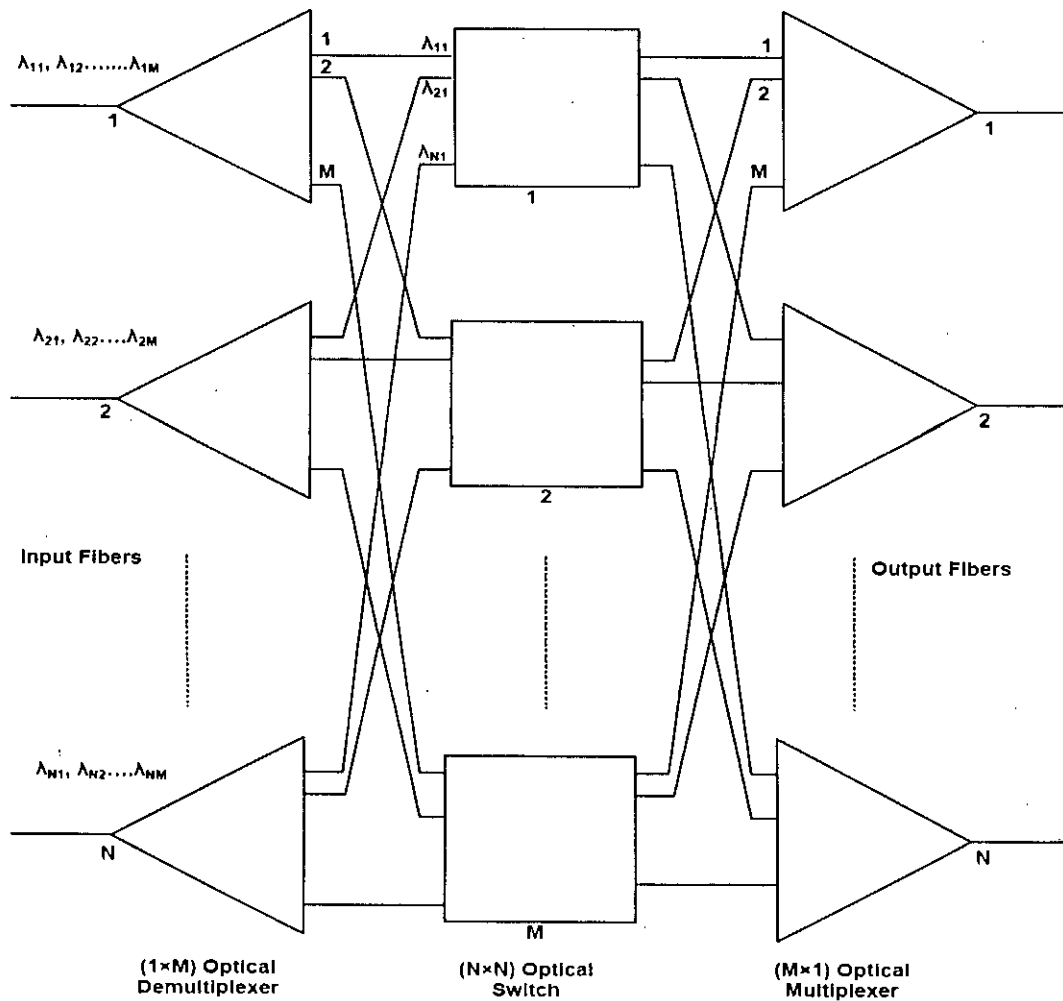 λ₁₁, λ₁₂.......λ₁M
1
1
2
M
λ₁₁
λ₂₁
λN₁
1
1
2
M
1
λ₂₁, λ₂₂....λ₂M
2
2
2
Input Fibers
Output Fibers
λN₁, λN₂....λNM
N
M
N
(1×M) Optical
Demultiplexer
(N×N) Optical
Switch
(M×1) Optical
Multiplexer